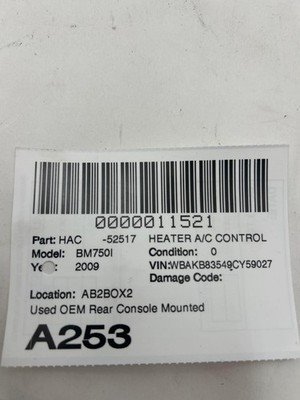 0000011521
Part: HAC -52517 HEATER A/C CONTROL
Model: BM750I Condition: 0
2009 VIN:WBAKB83549CY59027
Damage Code:
Location: AB2BOX2
Used OEM Rear Console Mounted
A253